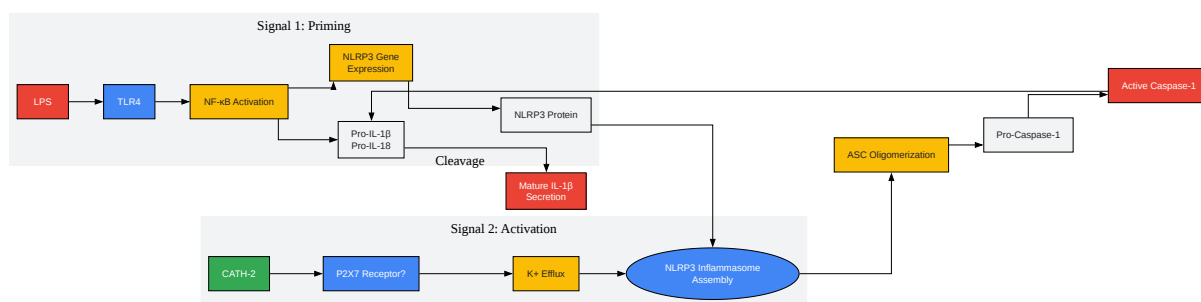 Signal 1: Priming
NLRP3 Gene
Expression
LPS
TLR4
NF-κB Activation
NLRP3 Protein
Active Caspase-1
Pro-IL-1β
Pro-IL-18
Pro-Caspase-1
Cleavage
ASC Oligomerization
Mature IL-1β
Secretion
Signal 2: Activation
CATH-2
P2X7 Receptor?
K+ Efflux
NLRP3 Inflammasome
Assembly